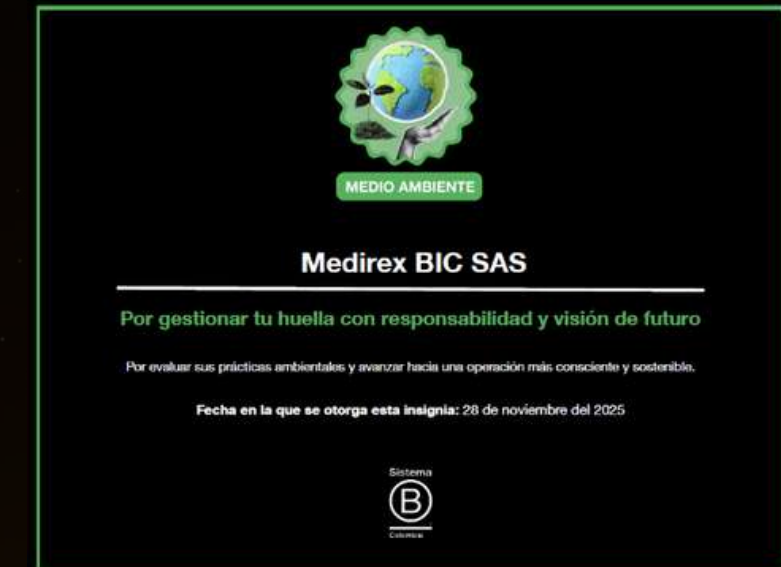 MEDIO AMBIENTE
Medirex BIC SAS
Por gestionar tu huella con responsabilidad y visión de futuro
Por evaluar sus prácticas ambientales y avanzar hacia una operación más consciente y sostenible.
Fecha en la que se otorga esta insignia: 28 de noviembre del 2025
Sistema
B
Colombia